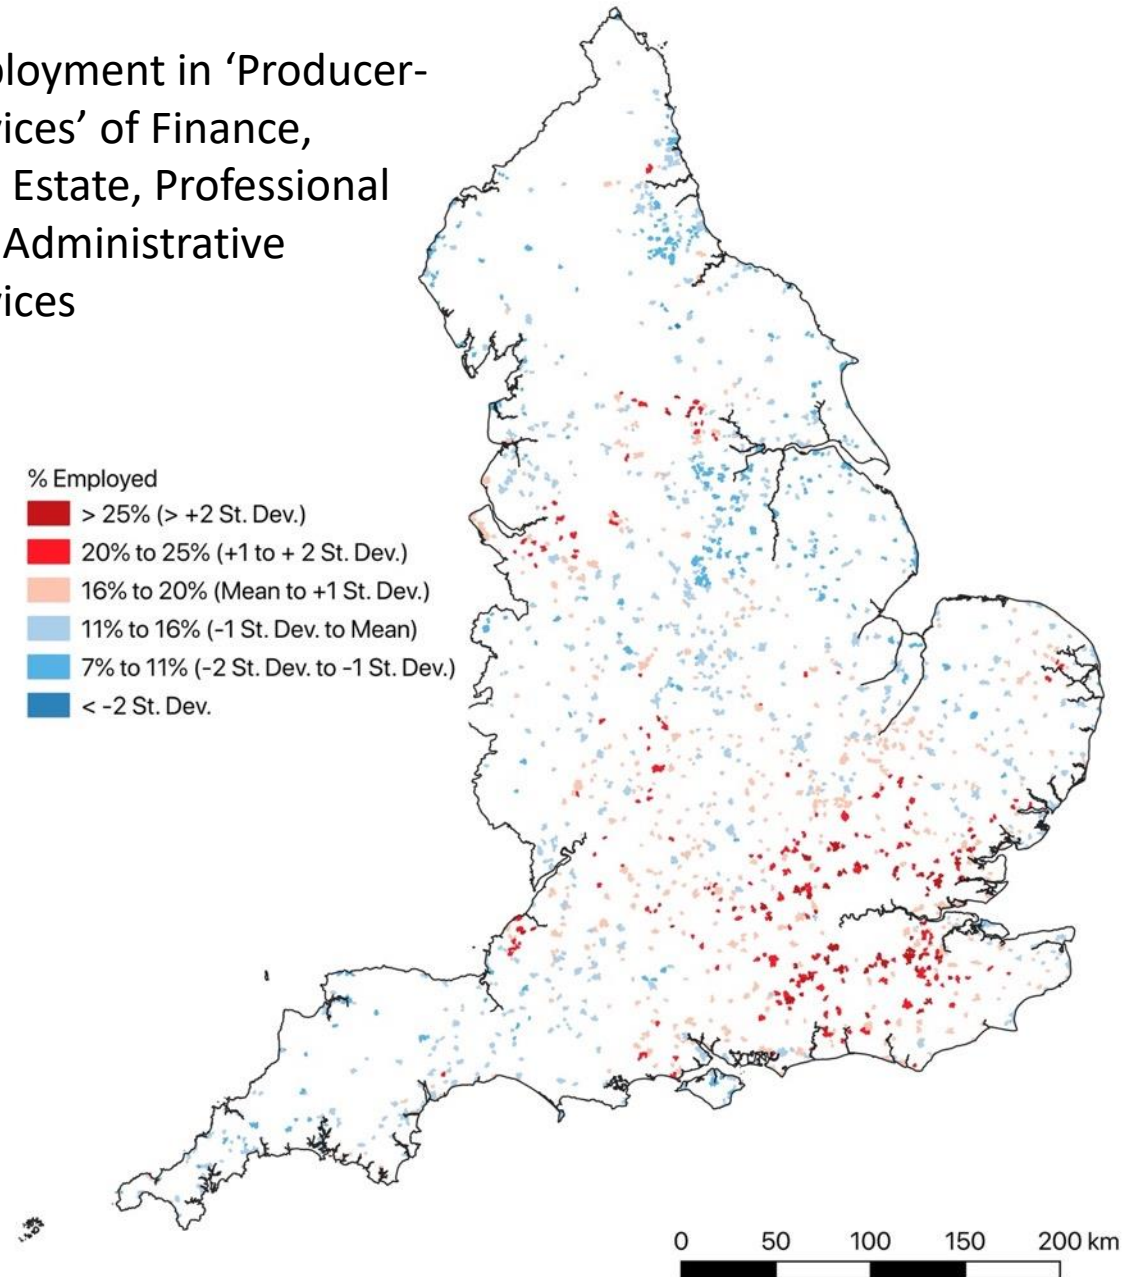 ployment in ‘Producer-
vices’ of Finance,
Estate, Professional
Administrative
vices
% Employed
> 25% (> +2 St. Dev.)
20% to 25% (+1 to + 2 St. Dev.)
16% to 20% (Mean to +1 St. Dev.)
11% to 16% (-1 St. Dev. to Mean)
7% to 11% (-2 St. Dev. to -1 St. Dev.)
< -2 St. Dev.
0 50 100 150 200 km